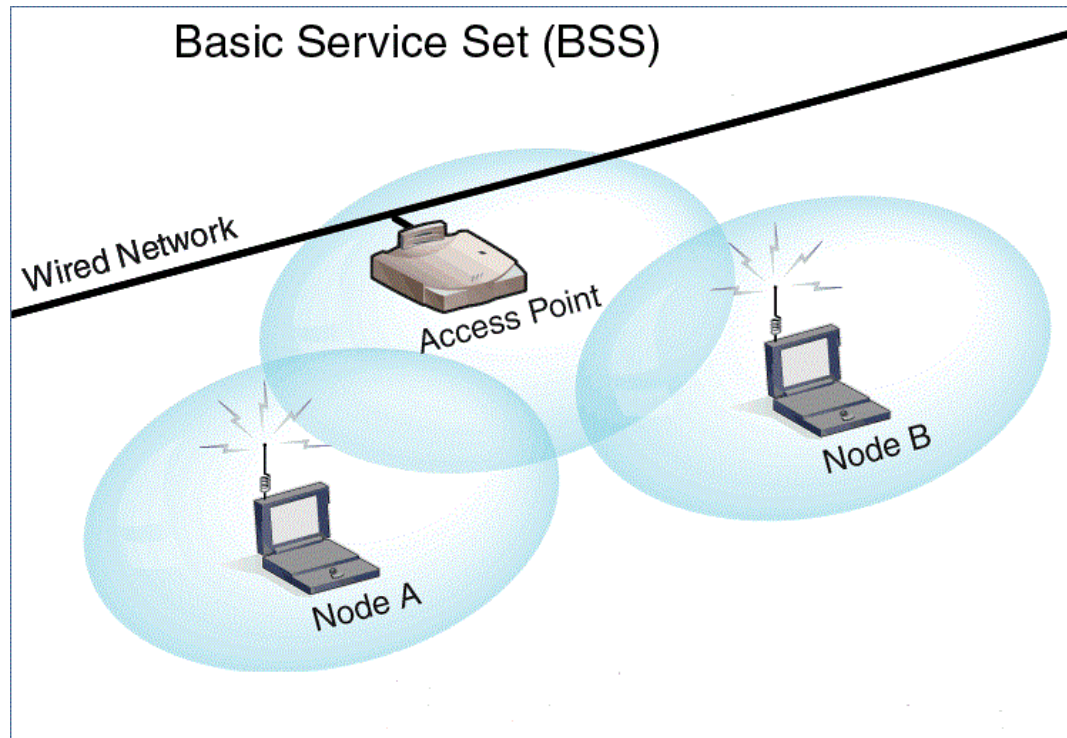 Basic Service Set (BSS)
Wired Network
Access Point
Node B
Node A